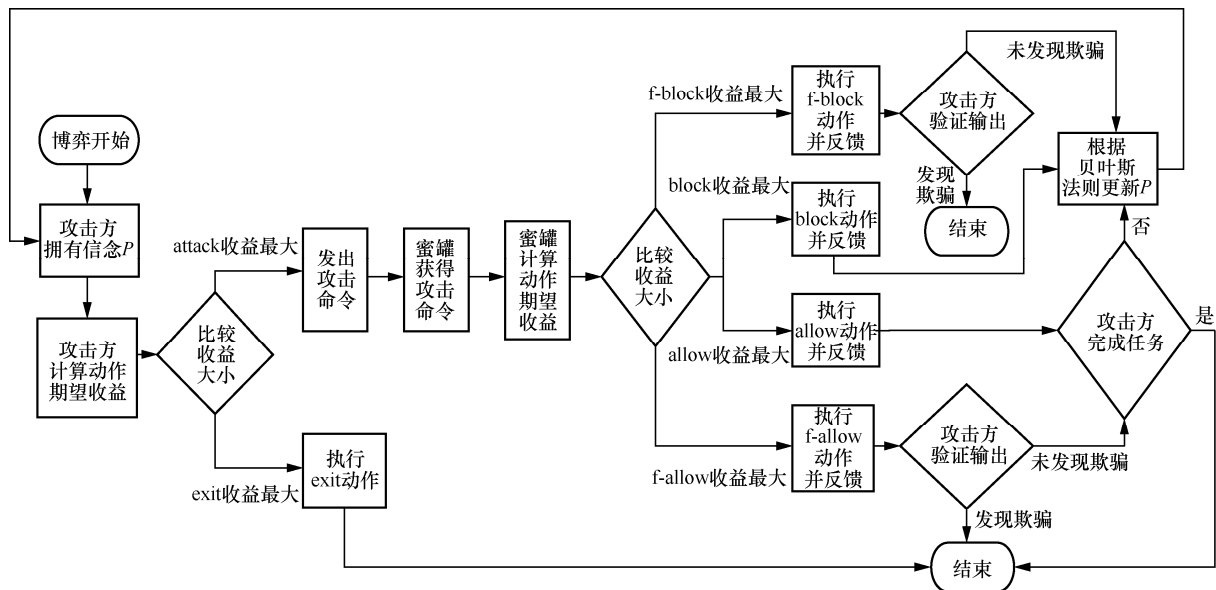 博弈开始
攻击方
拥有信念P
攻击方
计算动作
期望收益
比较
收益
大小
attack收益最大
exit收益最大
发出
攻击
命令
执行
exit动作
蜜罐
获得
攻击
命令
蜜罐
计算
动作
期望
收益
比较
收益
大小
f-block收益最大
block收益最大
allow收益最大
f-allow收益最大
执行
f-block
动作
并反馈
执行
block动作
并反馈
执行
allow动作
并反馈
执行
f-allow
动作
并反馈
攻击方
验证输出
未发现欺骗
发现
欺骗
结束
根据
贝叶斯
法则更新P
否
攻击方
完成任务
是
攻击方
验证输出
未发现欺骗
发现欺骗
结束